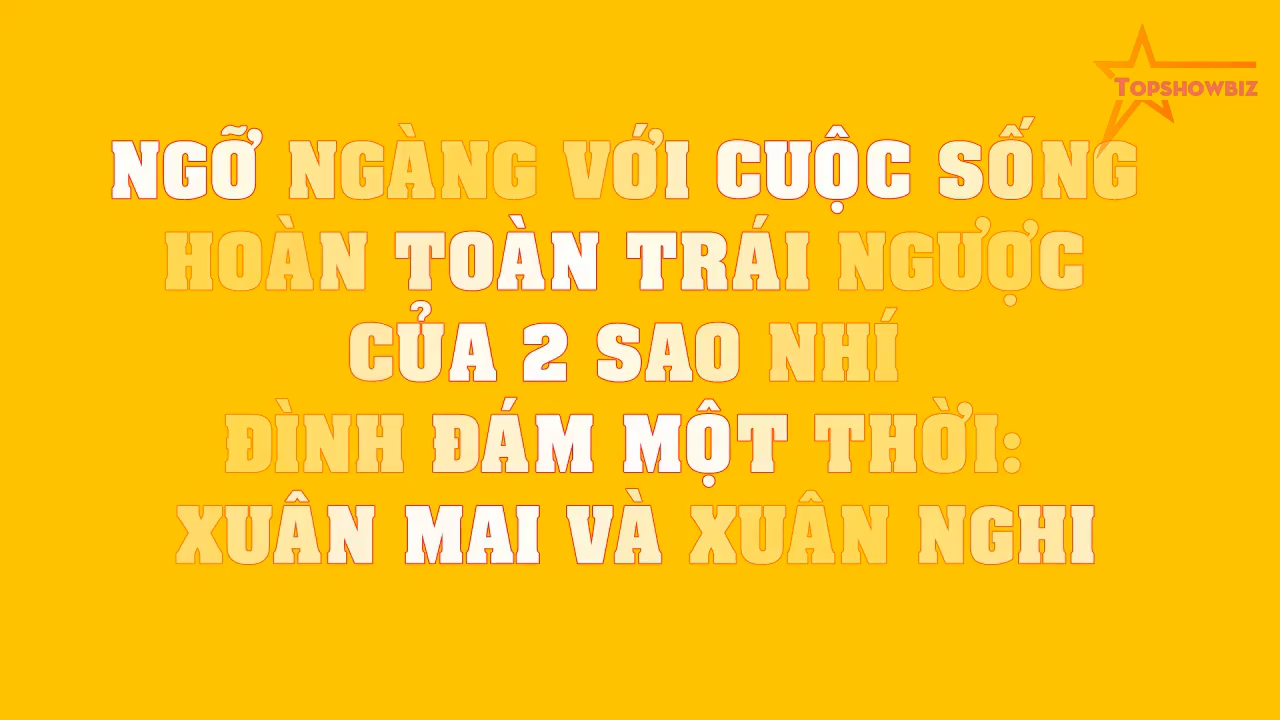 TOPSHOWBIZ
NGỠ NGÀNG VỚI CUỘC SỐNG
HOÀN TOÀN TRÁI NGƯỢC
CỦA 2 SAO NHÍ
ĐÌNH ĐÁM MỘT THỜI:
XUÂN MAI VÀ XUÂN NGHI